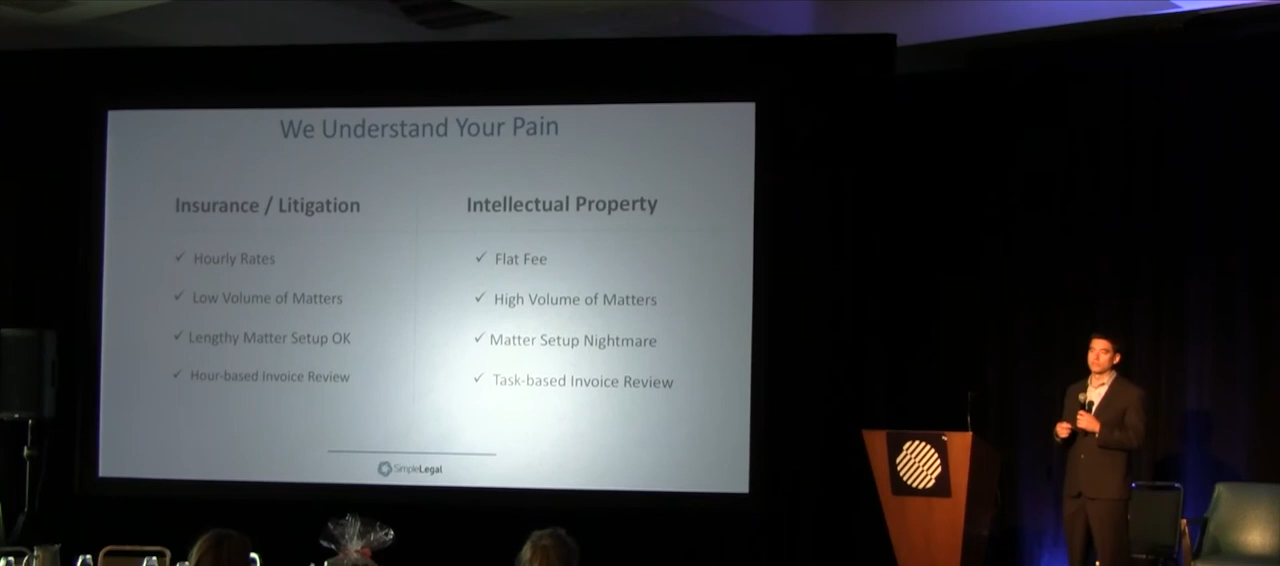 We Understand Your Pain
Insurance / Litigation
Hourly Rates
Low Volume of Matters
Lengthy Matter Setup OK
Hour-based Invoice Review
Intellectual Property
Flat Fee
High Volume of Matters
Matter Setup Nightmare
Task-based Invoice Review
SimpleLegal